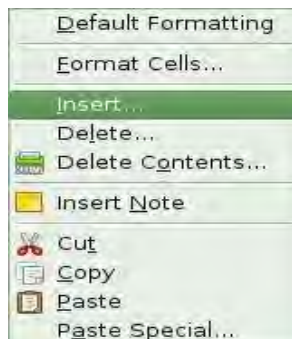 Default Formatting
Format Cells...
Insert...
Delete...
Delete Contents...
Insert Note
Cut
Copy
Paste
Paste Special...